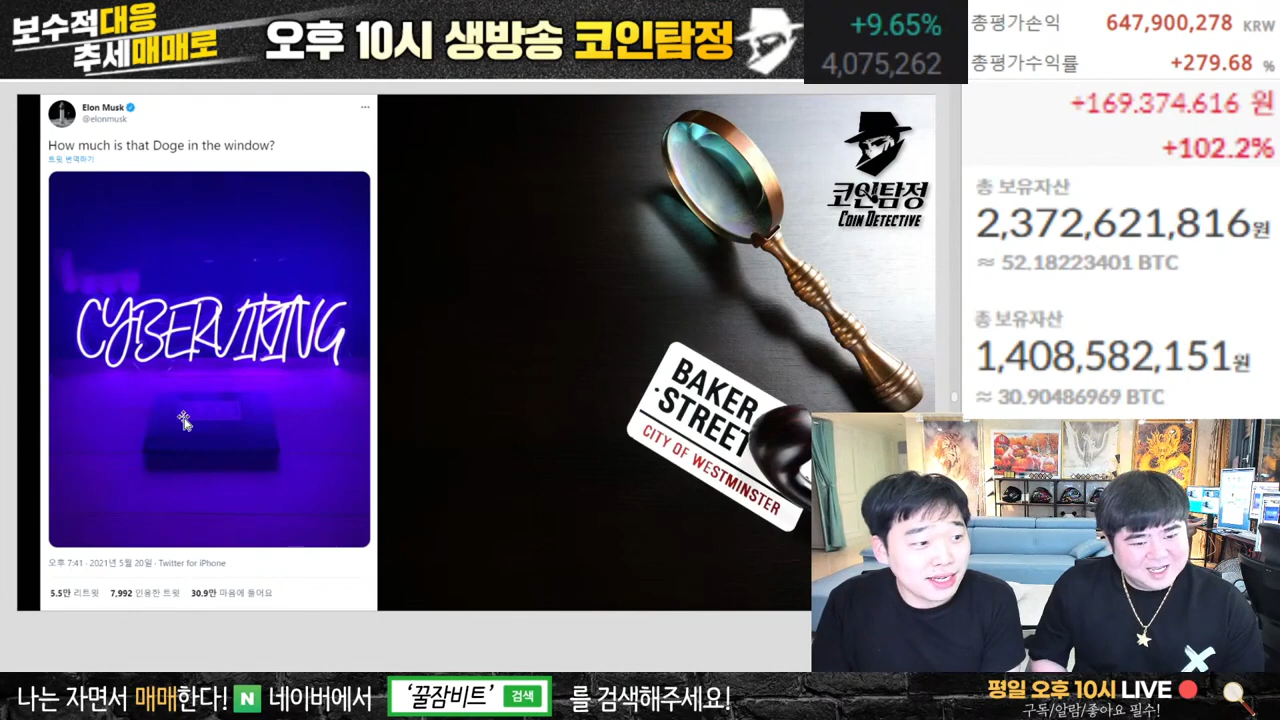 보수적대응
추세매매로
오후 10시 생방송 코인탐정
+9.65%
4,075,262
총평가손익 647,900,278 KRW
총평가수익률 +279.68 %
+169.374.616 원
+102.2%
총 보유자산
2,372,621,816원
≈ 52.18223401 BTC
총 보유자산
1,408,582,151원
≈ 30.90486969 BTC
Elon Musk
@elonmusk
How much is that Doge in the window?
트윗 번역하기
CYBERVIKING
오후 7:41 · 2021년 5월 20일 · Twitter for iPhone
5.5만 리트윗 7,992 인용한 트윗 30.9만 마음에 들어요
코인탐정
COIN DETECTIVE
BAKER
STREET
CITY OF WESTMINSTER
나는 자면서 매매한다! N 네이버에서 '꿀잠비트' 검색 를 검색해주세요!
평일 오후 10시 LIVE
구독/알람/좋아요 필수!